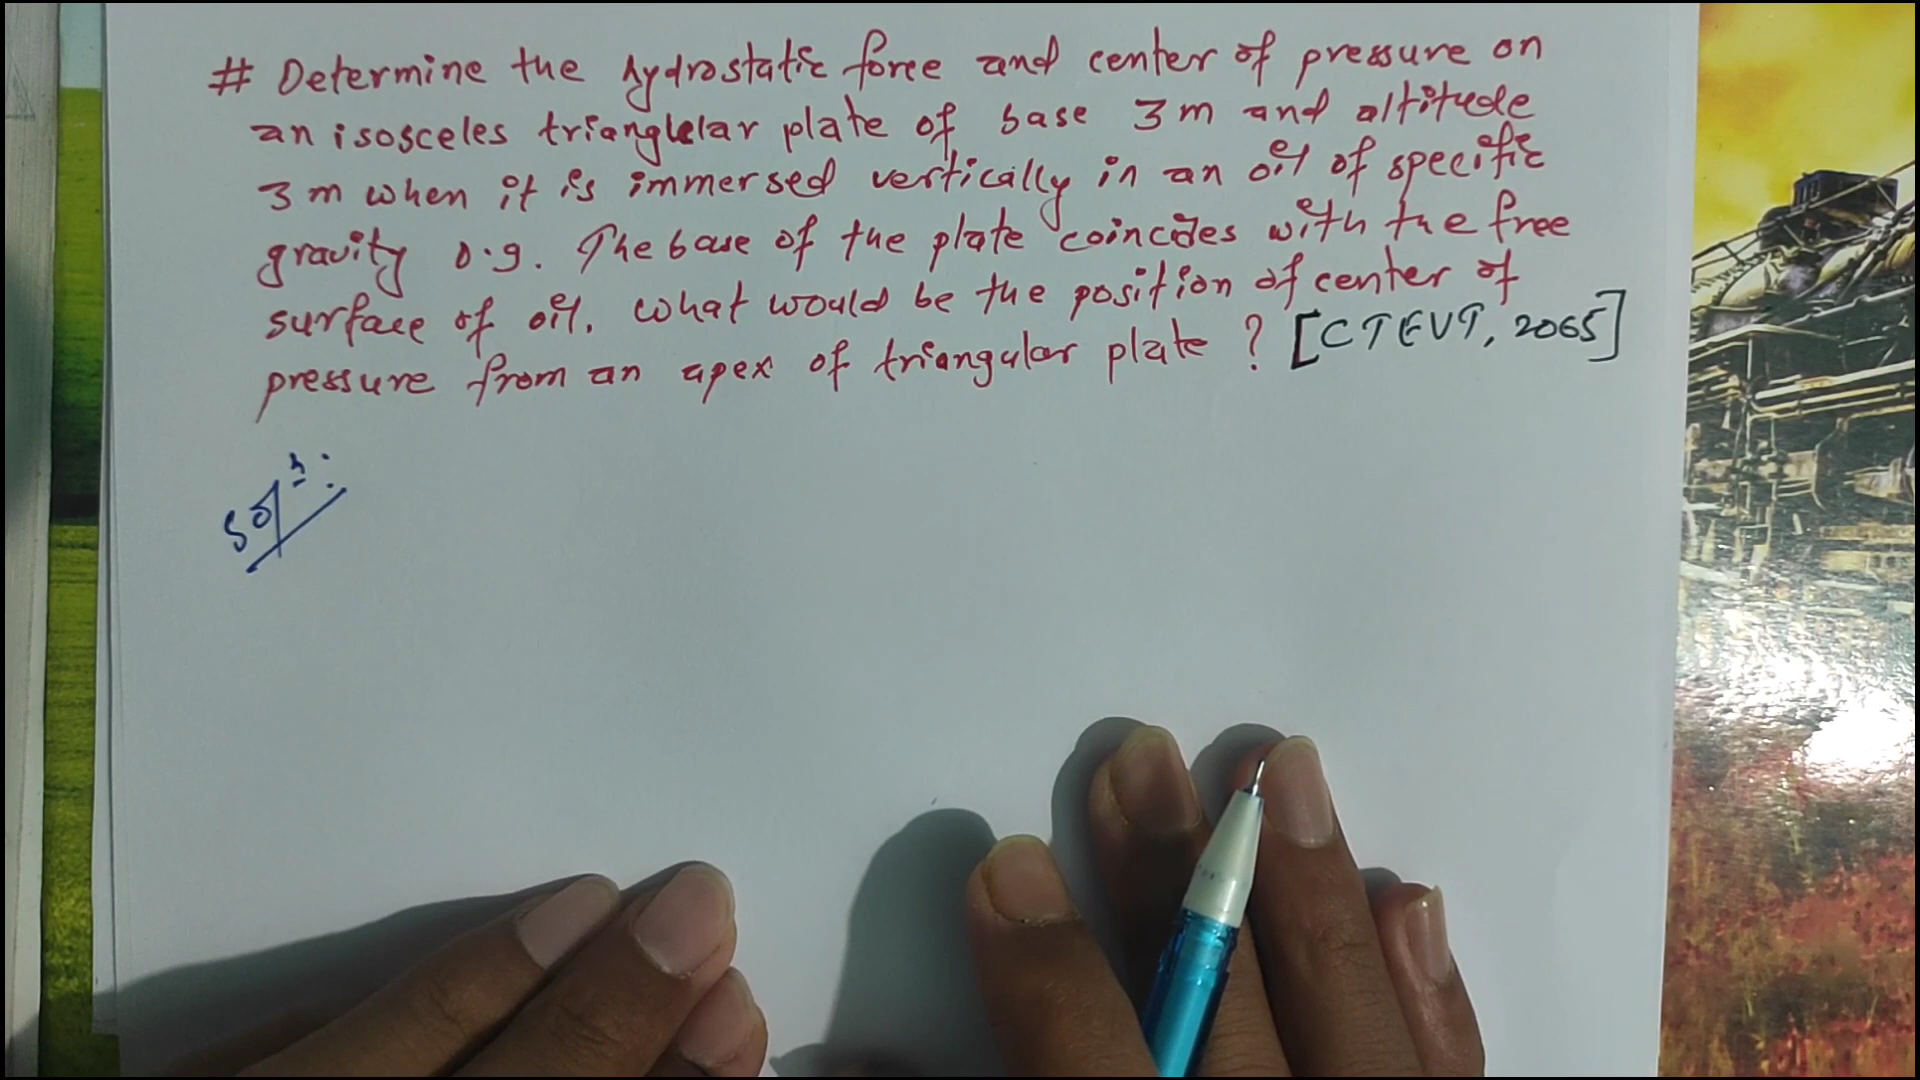 # Determine the hydrostatic force and center of pressure on
an isosceles triangular plate of base 3m and altitude
3m when it is immersed vertically in an oil of specific
gravity 0.9. The base of the plate coincides with the free
surface of oil. What would be the position of center of
pressure from an apex of triangular plate ? [CTEVT, 2065]
Solⁿ: